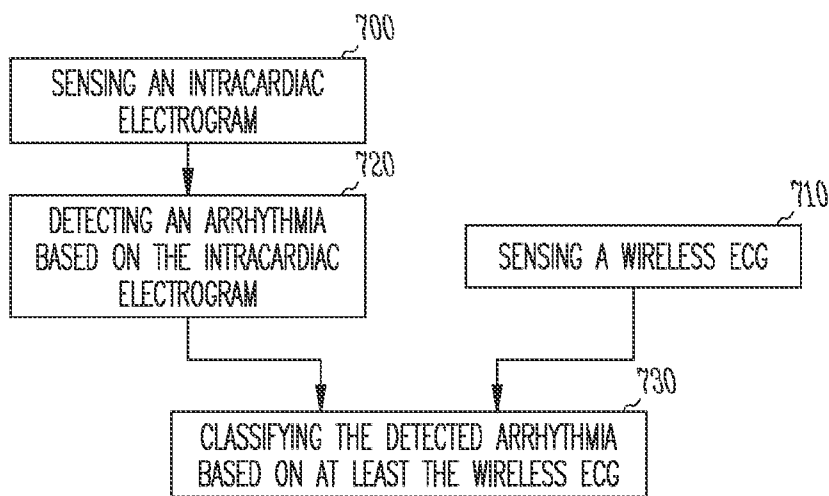 700
SENSING AN INTRACARDIAC
ELECTROGRAM
720
DETECTING AN ARRHYTHMIA
BASED ON THE INTRACARDIAC
ELECTROGRAM
710
SENSING A WIRELESS ECG
730
CLASSIFYING THE DETECTED ARRHYTHMIA
BASED ON AT LEAST THE WIRELESS ECG